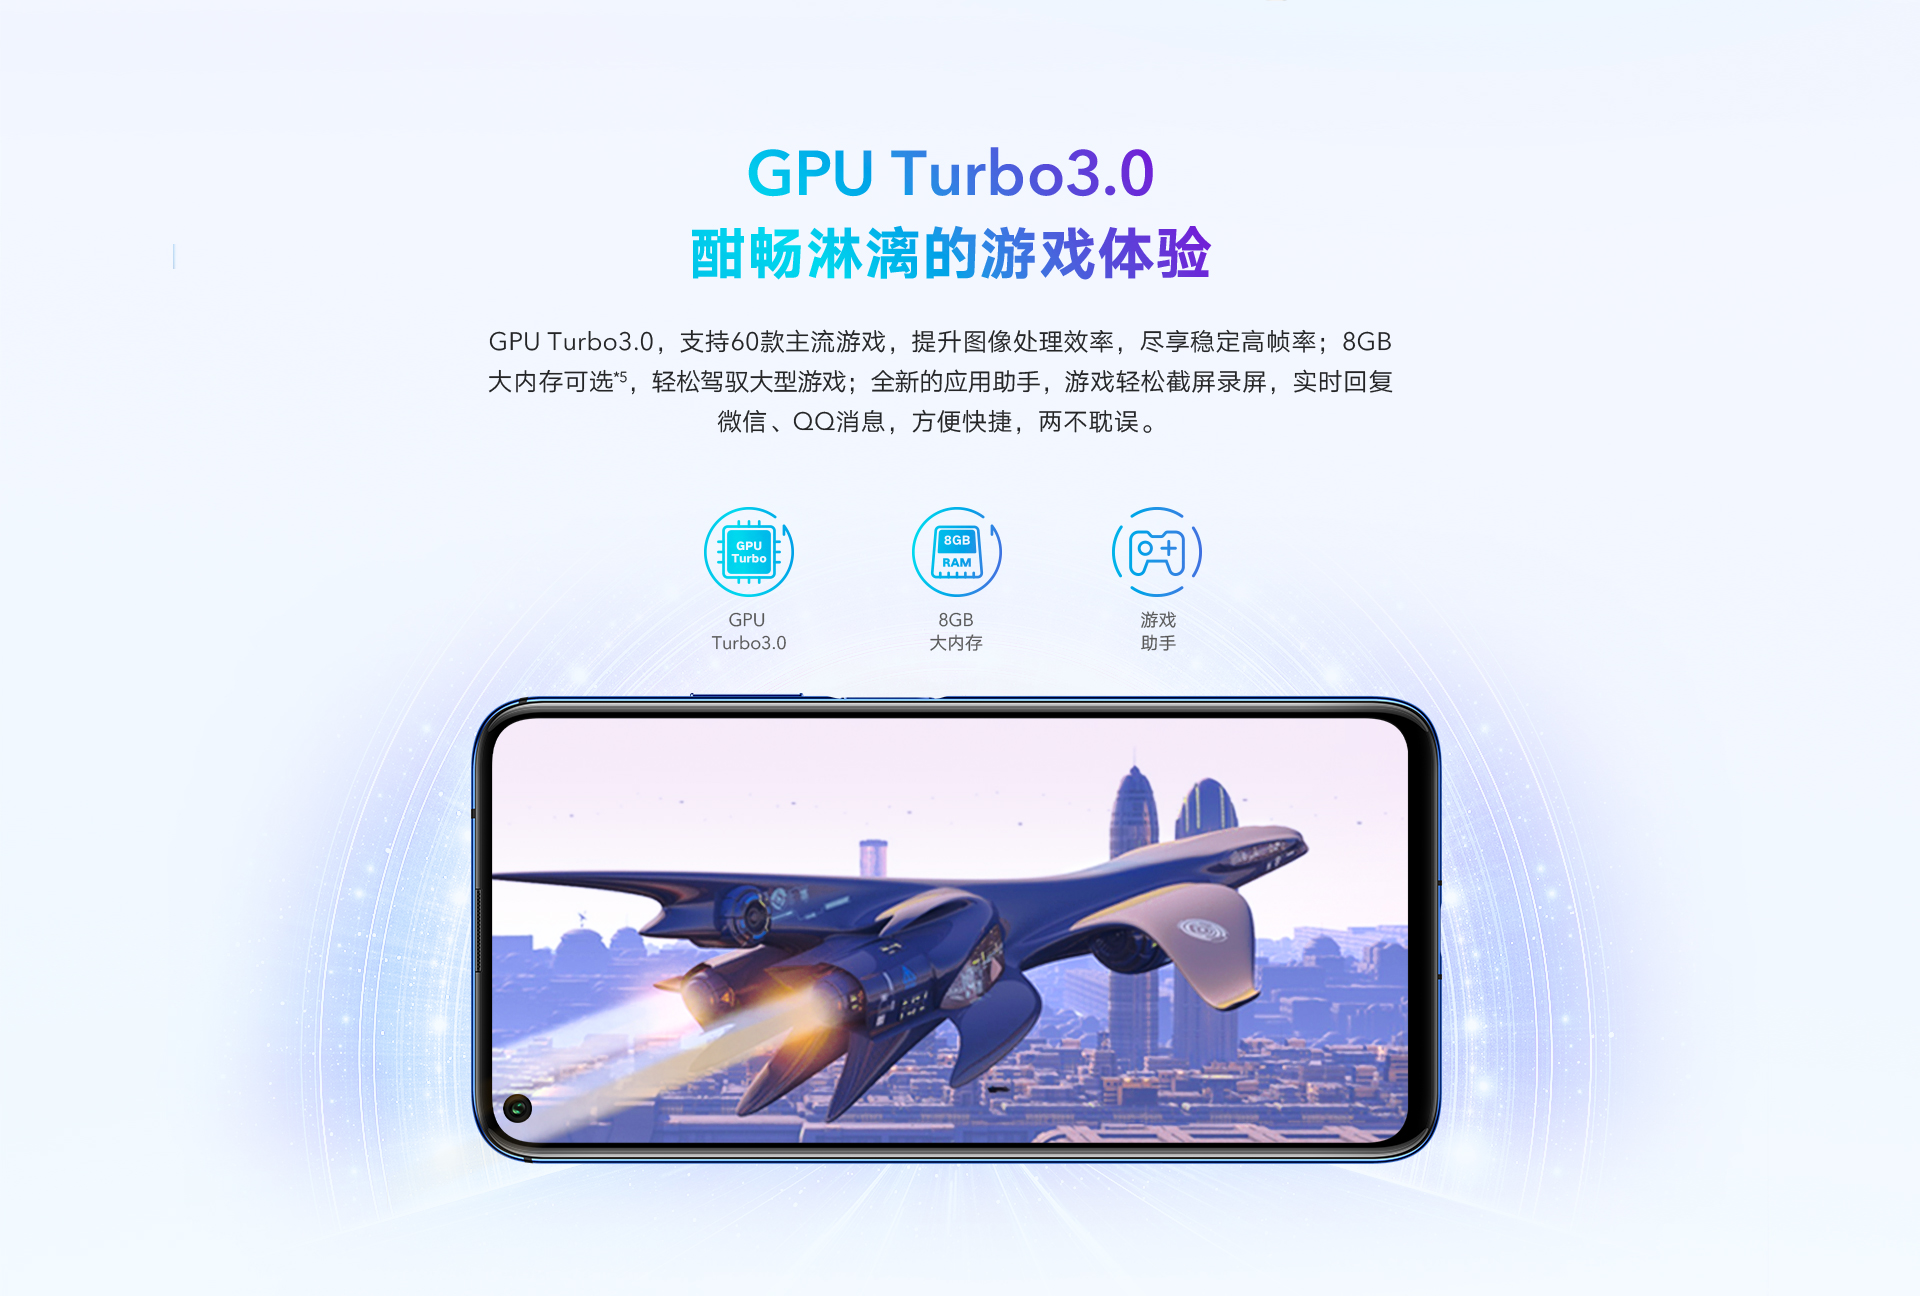 GPU Turbo3.0
酣畅淋漓的游戏体验
GPU Turbo3.0，支持60款主流游戏，提升图像处理效率，尽享稳定高帧率；8GB
大内存可选*5，轻松驾驭大型游戏；全新的应用助手，游戏轻松截屏录屏，实时回复
微信、QQ消息，方便快捷，两不耽误。
GPU
Turbo
8GB
RAM
GPU
Turbo3.0
8GB
大内存
游戏
助手